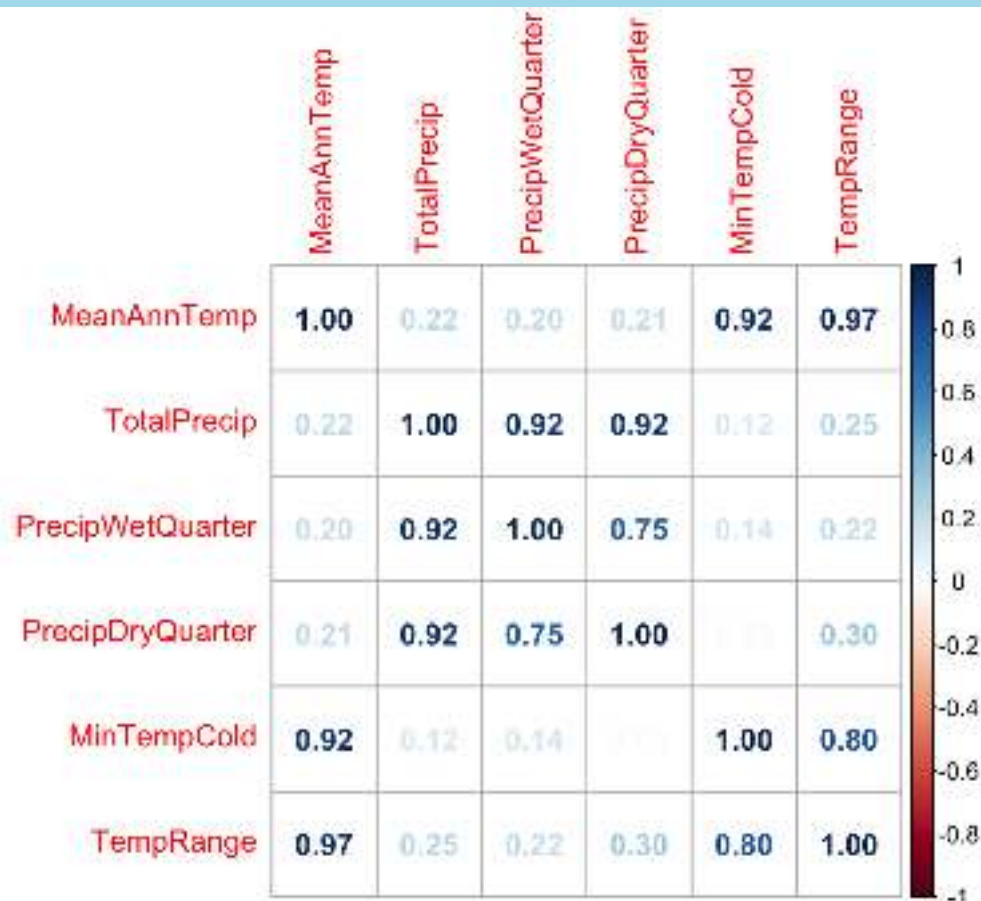 MeanAnnTemp TotalPrecip PrecipWetQuarter PrecipDryQuarter MinTempCold TempRange
MeanAnnTemp 1.00 0.22 0.20 0.21 0.92 0.97
TotalPrecip 0.22 1.00 0.92 0.92 0.12 0.25
PrecipWetQuarter 0.20 0.92 1.00 0.75 0.14 0.22
PrecipDryQuarter 0.21 0.92 0.75 1.00 0.30
MinTempCold 0.92 0.12 0.14 1.00 0.80
TempRange 0.97 0.25 0.22 0.30 0.80 1.00
1
0.8
0.6
0.4
0.2
0
-0.2
-0.4
-0.6
-0.8
-1